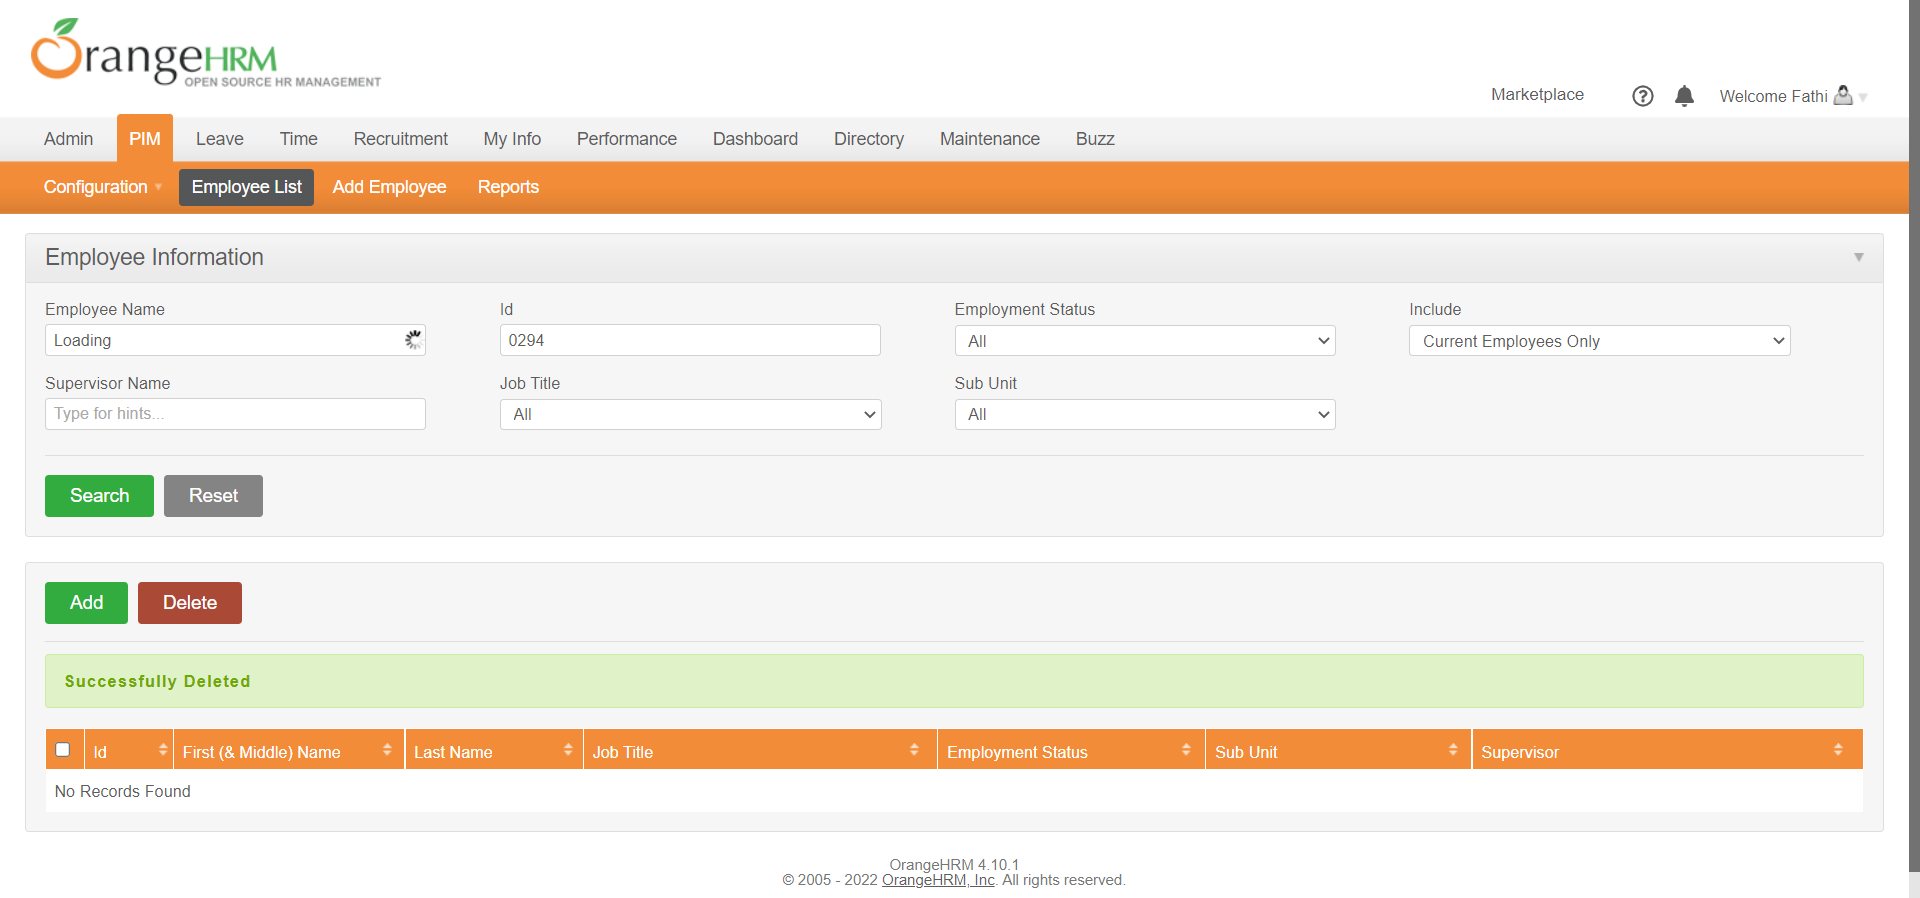 OrangeHRM
OPEN SOURCE HR MANAGEMENT
Marketplace
Welcome Fathi
Admin PIM Leave Time Recruitment My Info Performance Dashboard Directory Maintenance Buzz
Configuration Employee List Add Employee Reports
Employee Information
Employee Name Id Employment Status Include
Loading 0294 All Current Employees Only
Supervisor Name Job Title Sub Unit
Type for hints... All All
Search Reset
Add Delete
Successfully Deleted
Id First (& Middle) Name Last Name Job Title Employment Status Sub Unit Supervisor
No Records Found
OrangeHRM 4.10.1
© 2005 - 2022 OrangeHRM, Inc. All rights reserved.